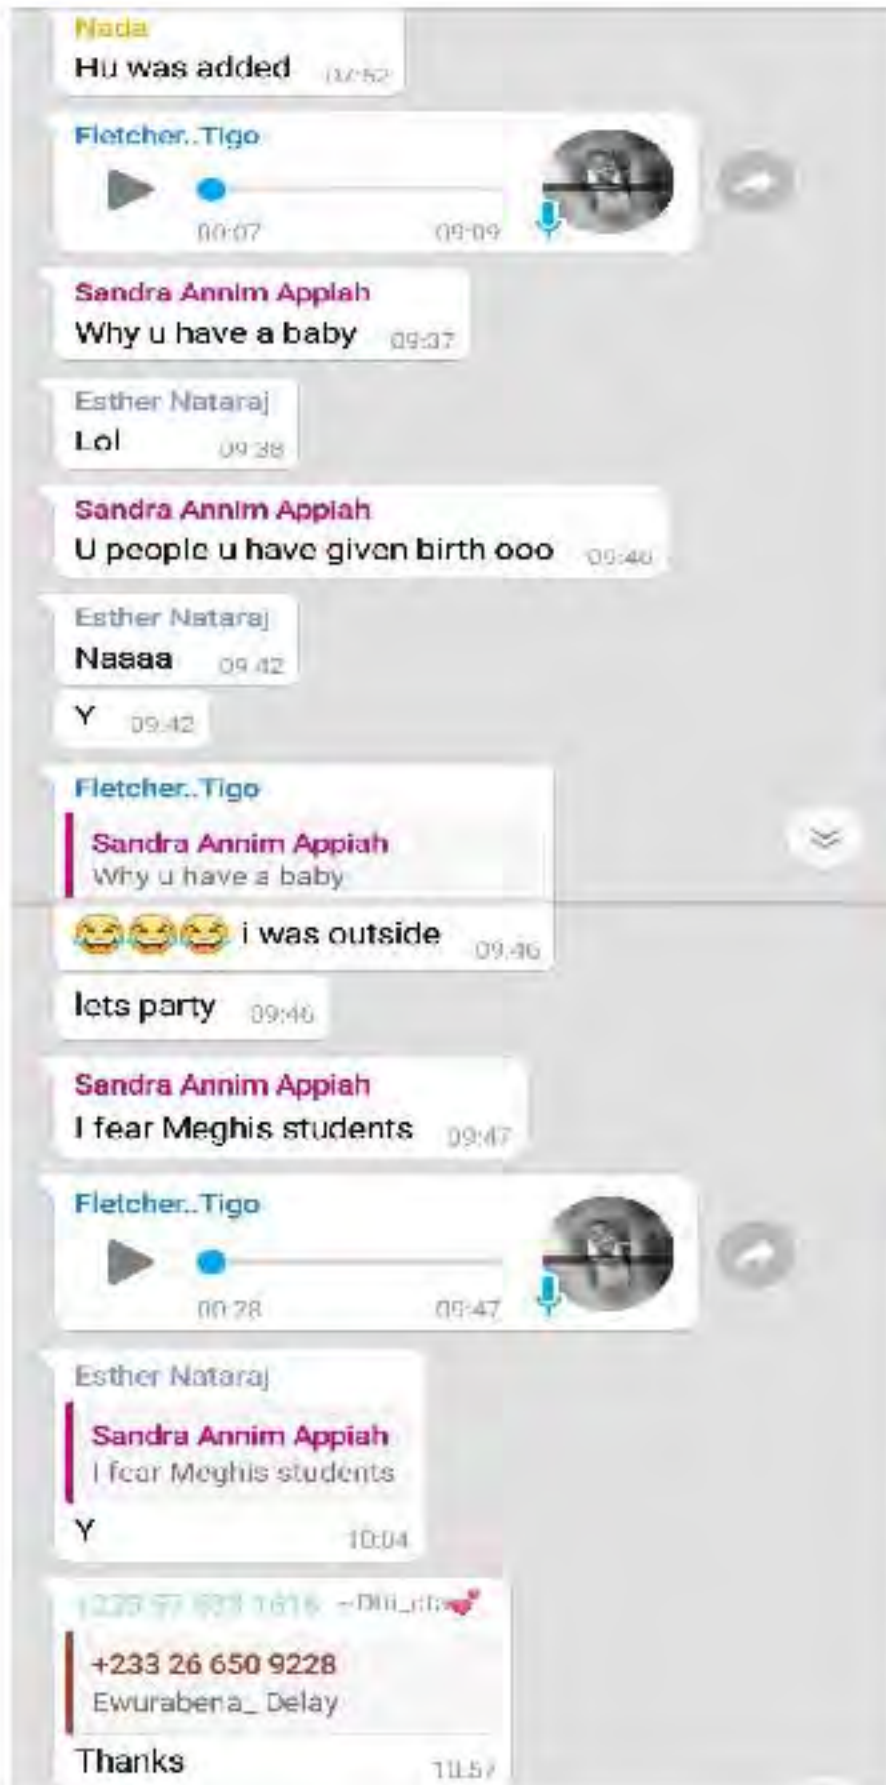 Nada
Hu was added 07:52
Fletcher..Tigo
00:07 09:09
Sandra Annim Appiah
Why u have a baby 09:37
Esther Nataraj
Lol 09:38
Sandra Annim Appiah
U people u have given birth ooo 09:40
Esther Nataraj
Naaaa 09:42
Y 09:42
Fletcher..Tigo
Sandra Annim Appiah
Why u have a baby
😂😂😂 i was outside 09:46
lets party 09:46
Sandra Annim Appiah
I fear Meghis students 09:47
Fletcher..Tigo
00:28 09:47
Esther Nataraj
Sandra Annim Appiah
I fear Meghis students
Y 10:04
+233 26 650 9228
Ewurabena_ Delay
Thanks 10:57